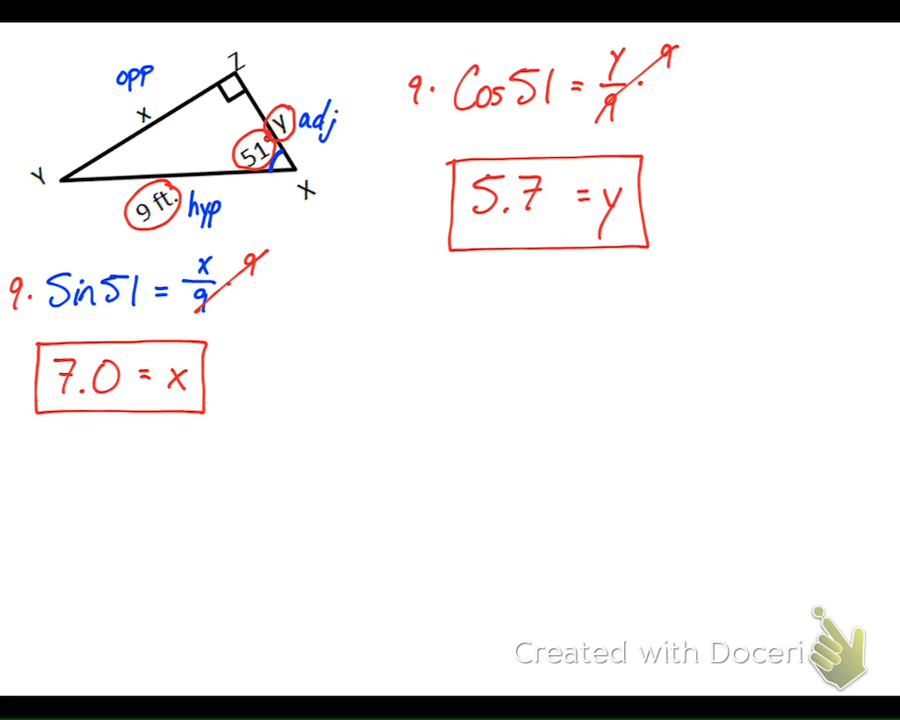 opp
Z
x
y
adj
51°
Y
X
9 ft.
hyp
9 · Sin 51 = x/9 · 9
7.0 = x
9 · Cos 51 = y/9 · 9
5.7 = y
Created with Doceri